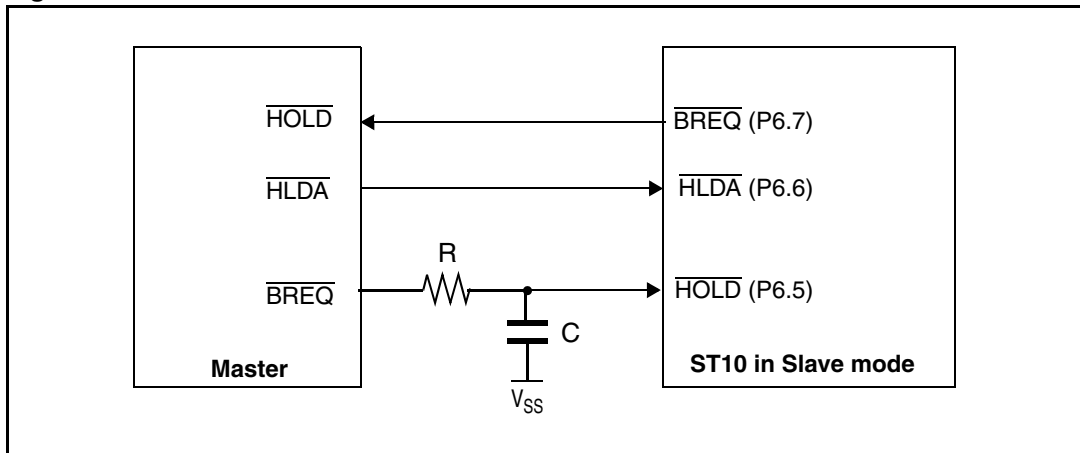 HOLD
BREQ (P6.7)
HLDA
HLDA (P6.6)
R
BREQ
HOLD (P6.5)
C
Master
ST10 in Slave mode
VSS